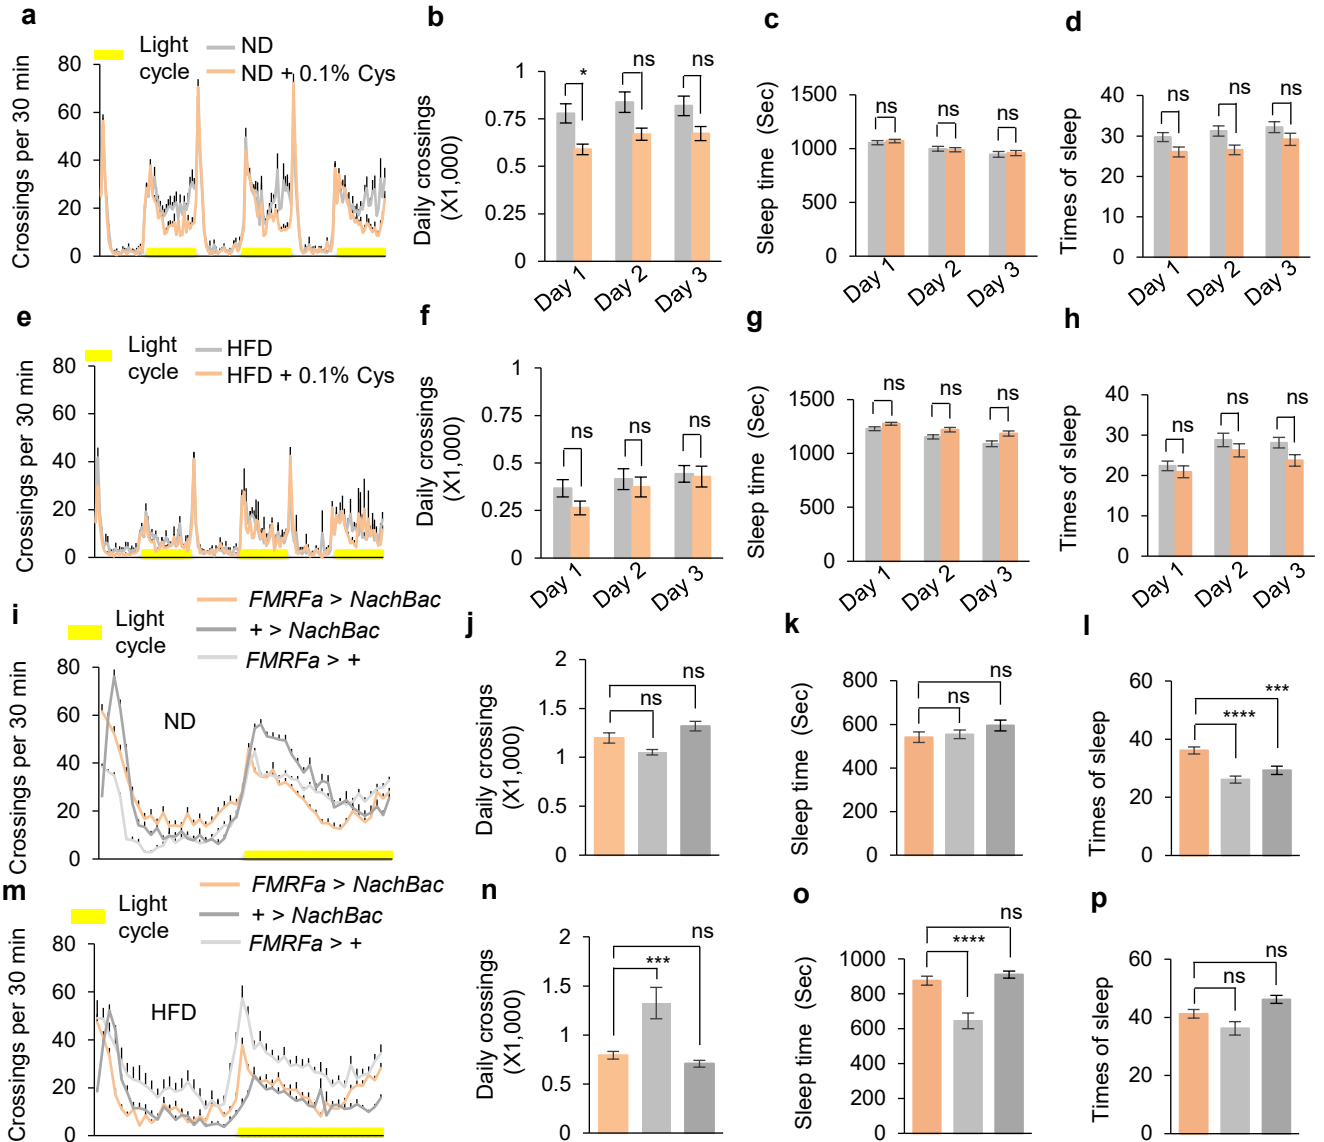 a
Light
cycle
ND
ND + 0.1% Cys
Crossings per 30 min
80
60
40
20
0
b
Daily crossings
(X1,000)
1
0.75
0.5
0.25
0
*
ns
ns
Day 1
Day 2
Day 3
c
Sleep time (Sec)
1500
1000
500
0
ns
ns
ns
Day 1
Day 2
Day 3
d
Times of sleep
40
30
20
10
0
ns
ns
ns
Day 1
Day 2
Day 3
e
Light
cycle
HFD
HFD + 0.1% Cys
Crossings per 30 min
80
60
40
20
0
f
Daily crossings
(X1,000)
1
0.75
0.5
0.25
0
ns
ns
ns
Day 1
Day 2
Day 3
g
Sleep time (Sec)
1500
1000
500
0
ns
ns
ns
Day 1
Day 2
Day 3
h
Times of sleep
40
30
20
10
0
ns
ns
ns
Day 1
Day 2
Day 3
i
Light
cycle
FMRFa > NachBac
+ > NachBac
FMRFa > +
Crossings per 30 min
80
60
40
20
0
ND
j
Daily crossings
(X1,000)
2
1.5
1
0.5
0
ns
ns
k
Sleep time (Sec)
800
600
400
200
0
ns
ns
l
Times of sleep
60
40
20
0
***
****
m
Light
cycle
FMRFa > NachBac
+ > NachBac
FMRFa > +
Crossings per 30 min
80
60
40
20
0
HFD
n
Daily crossings
(X1,000)
2
1.5
1
0.5
0
ns
***
o
Sleep time (Sec)
1000
800
600
400
200
0
ns
****
p
Times of sleep
60
40
20
0
ns
ns